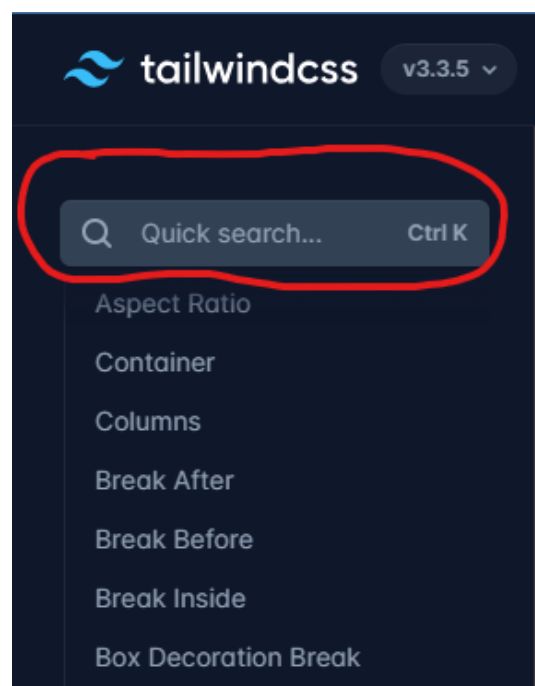 tailwindcss v3.3.5
Quick search... Ctrl K
Aspect Ratio
Container
Columns
Break After
Break Before
Break Inside
Box Decoration Break